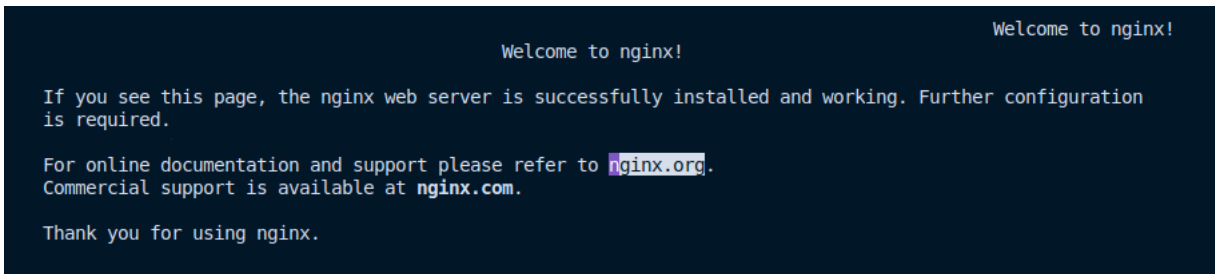 Welcome to nginx!
Welcome to nginx!
If you see this page, the nginx web server is successfully installed and working. Further configuration
is required.
For online documentation and support please refer to nginx.org.
Commercial support is available at nginx.com.
Thank you for using nginx.